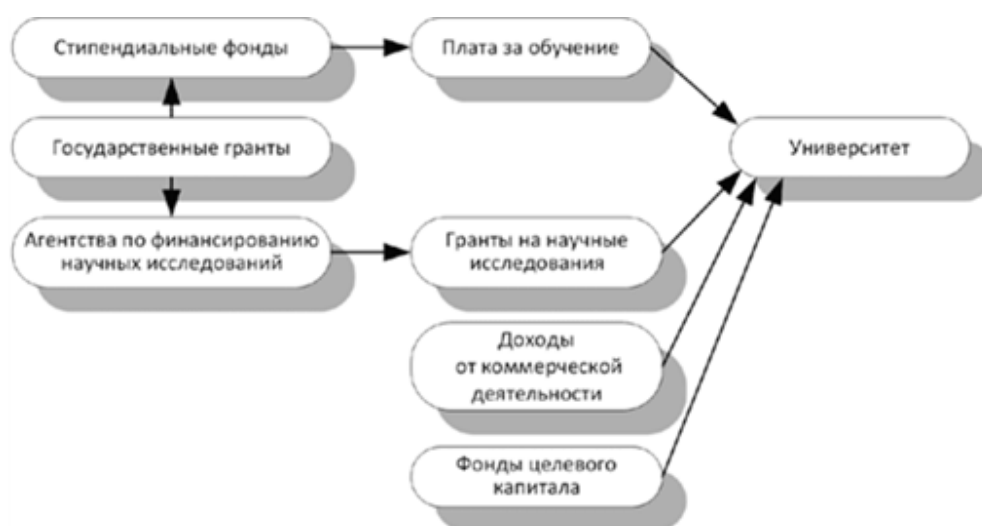 Стипендиальные фонды
Плата за обучение
Государственные гранты
Университет
Агентства по финансированию
научных исследований
Гранты на научные
исследования
Доходы
от коммерческой
деятельности
Фонды целевого
капитала